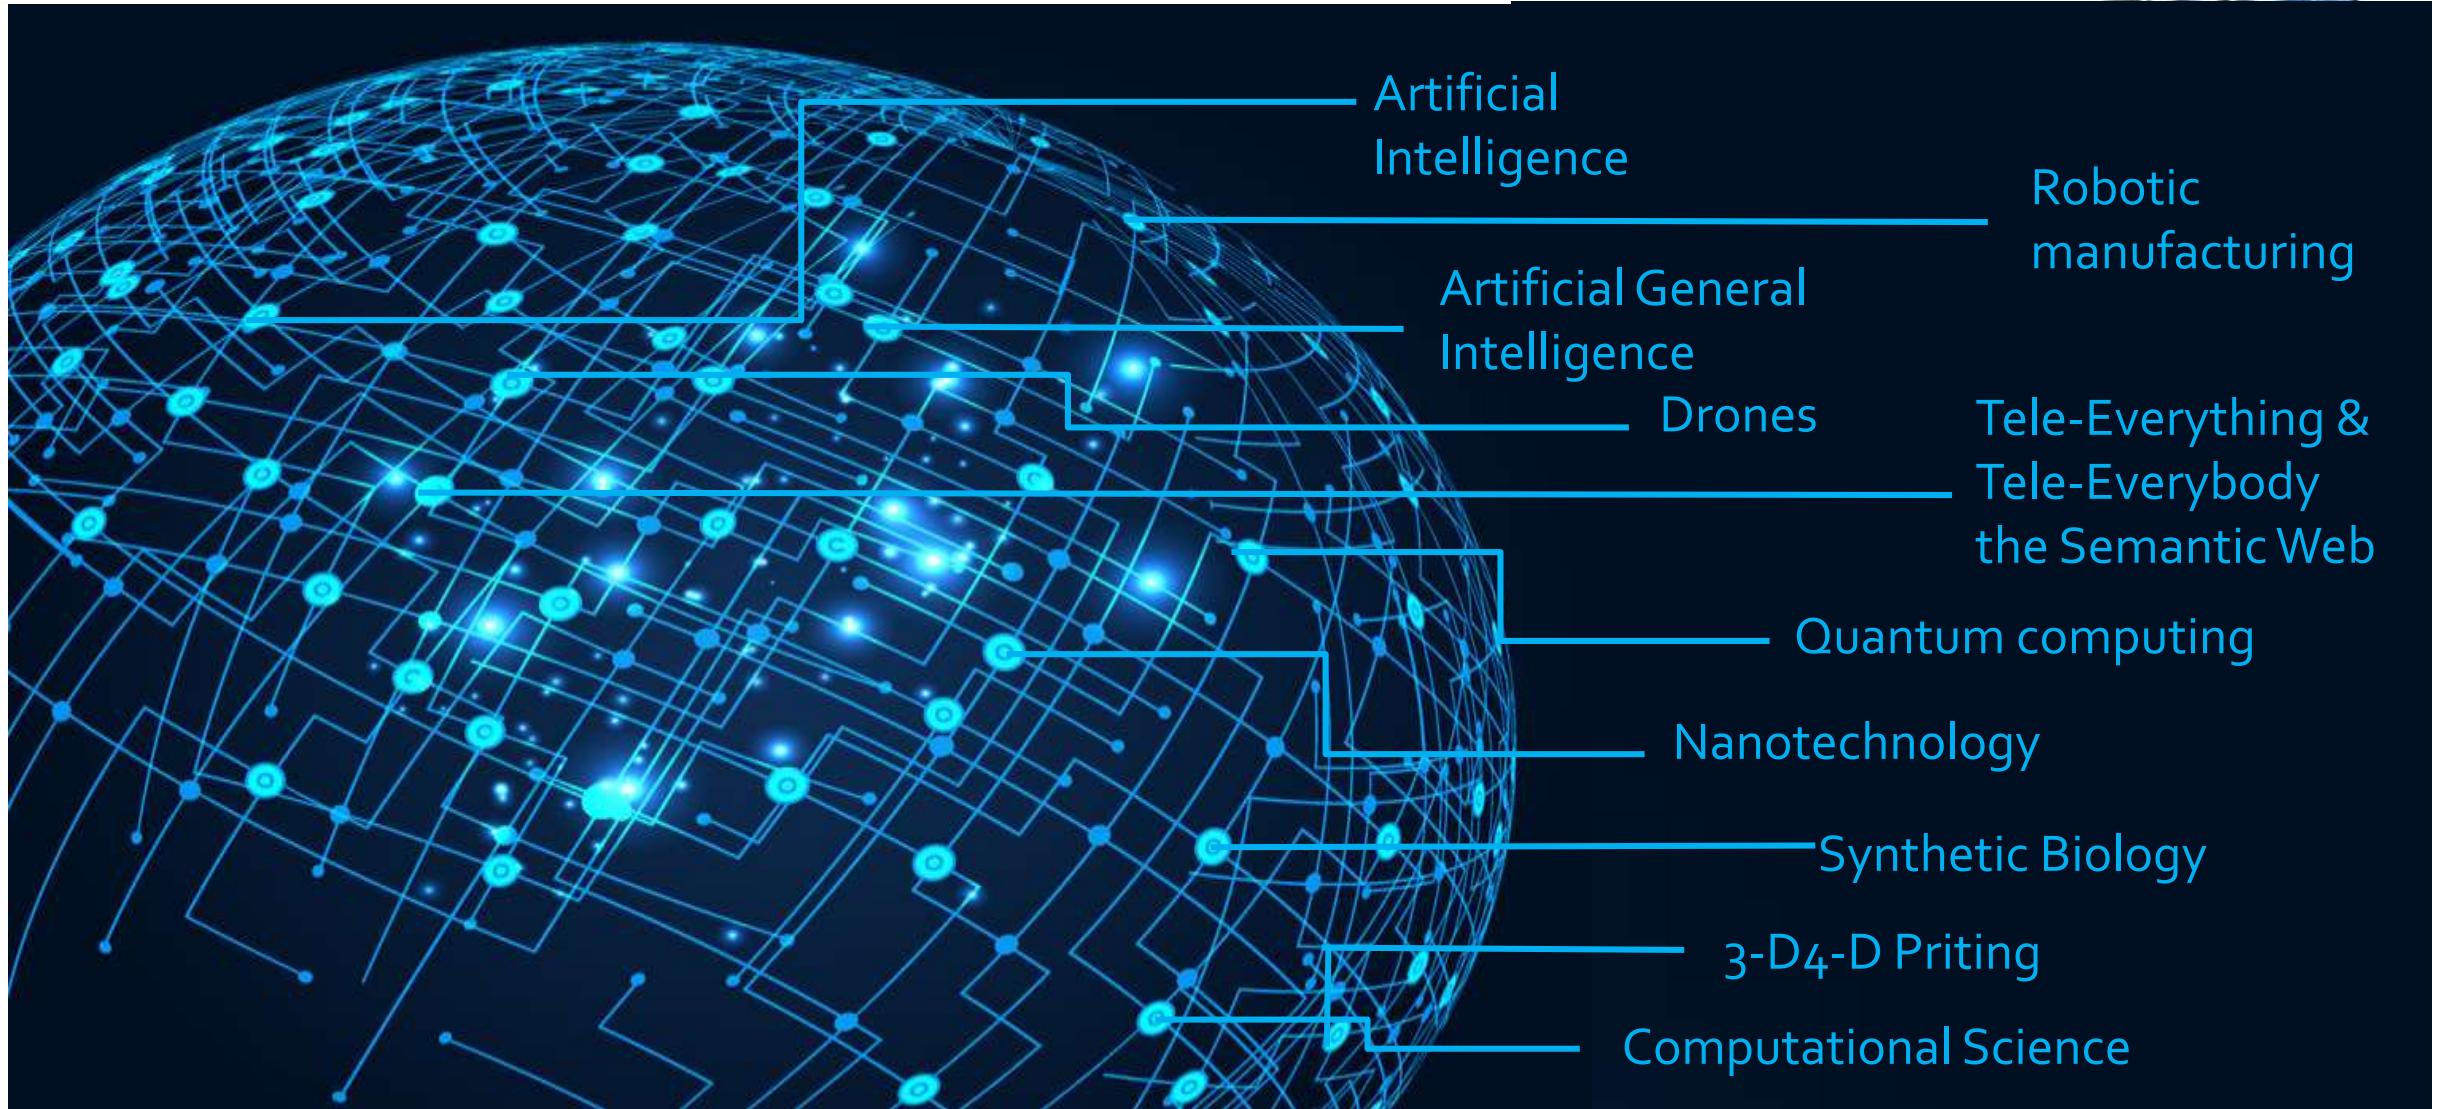 Artificial
Intelligence
Robotic
manufacturing
Artificial General
Intelligence
Drones
Tele-Everything &
Tele-Everybody
the Semantic Web
Quantum computing
Nanotechnology
Synthetic Biology
3-D4-D Priting
Computational Science